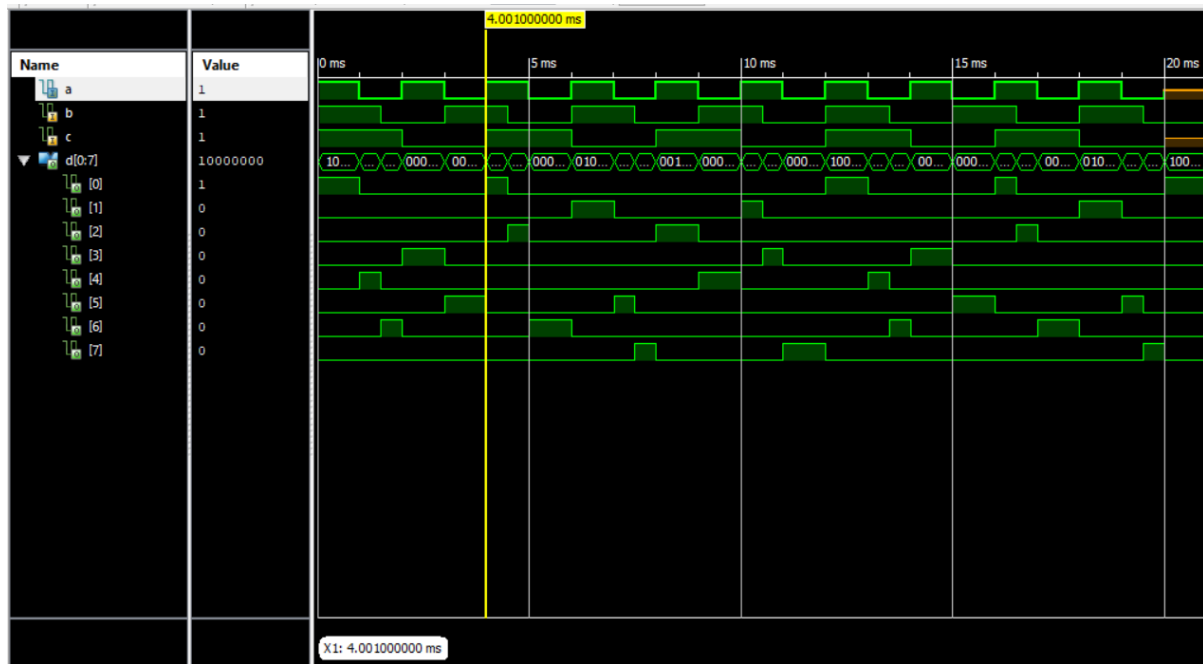 4.001000000 ms
Name Value
0 ms 5 ms 10 ms 15 ms 20 ms
a 1
b 1
c 1
d[0:7] 10000000 10... ... ... 000... 00... ... ... 000... 010... ... ... 001... 000... ... ... 000... 100... ... ... 00... 000... ... ... 00... 010... ... ... 100...
[0] 1
[1] 0
[2] 0
[3] 0
[4] 0
[5] 0
[6] 0
[7] 0
X1: 4.001000000 ms